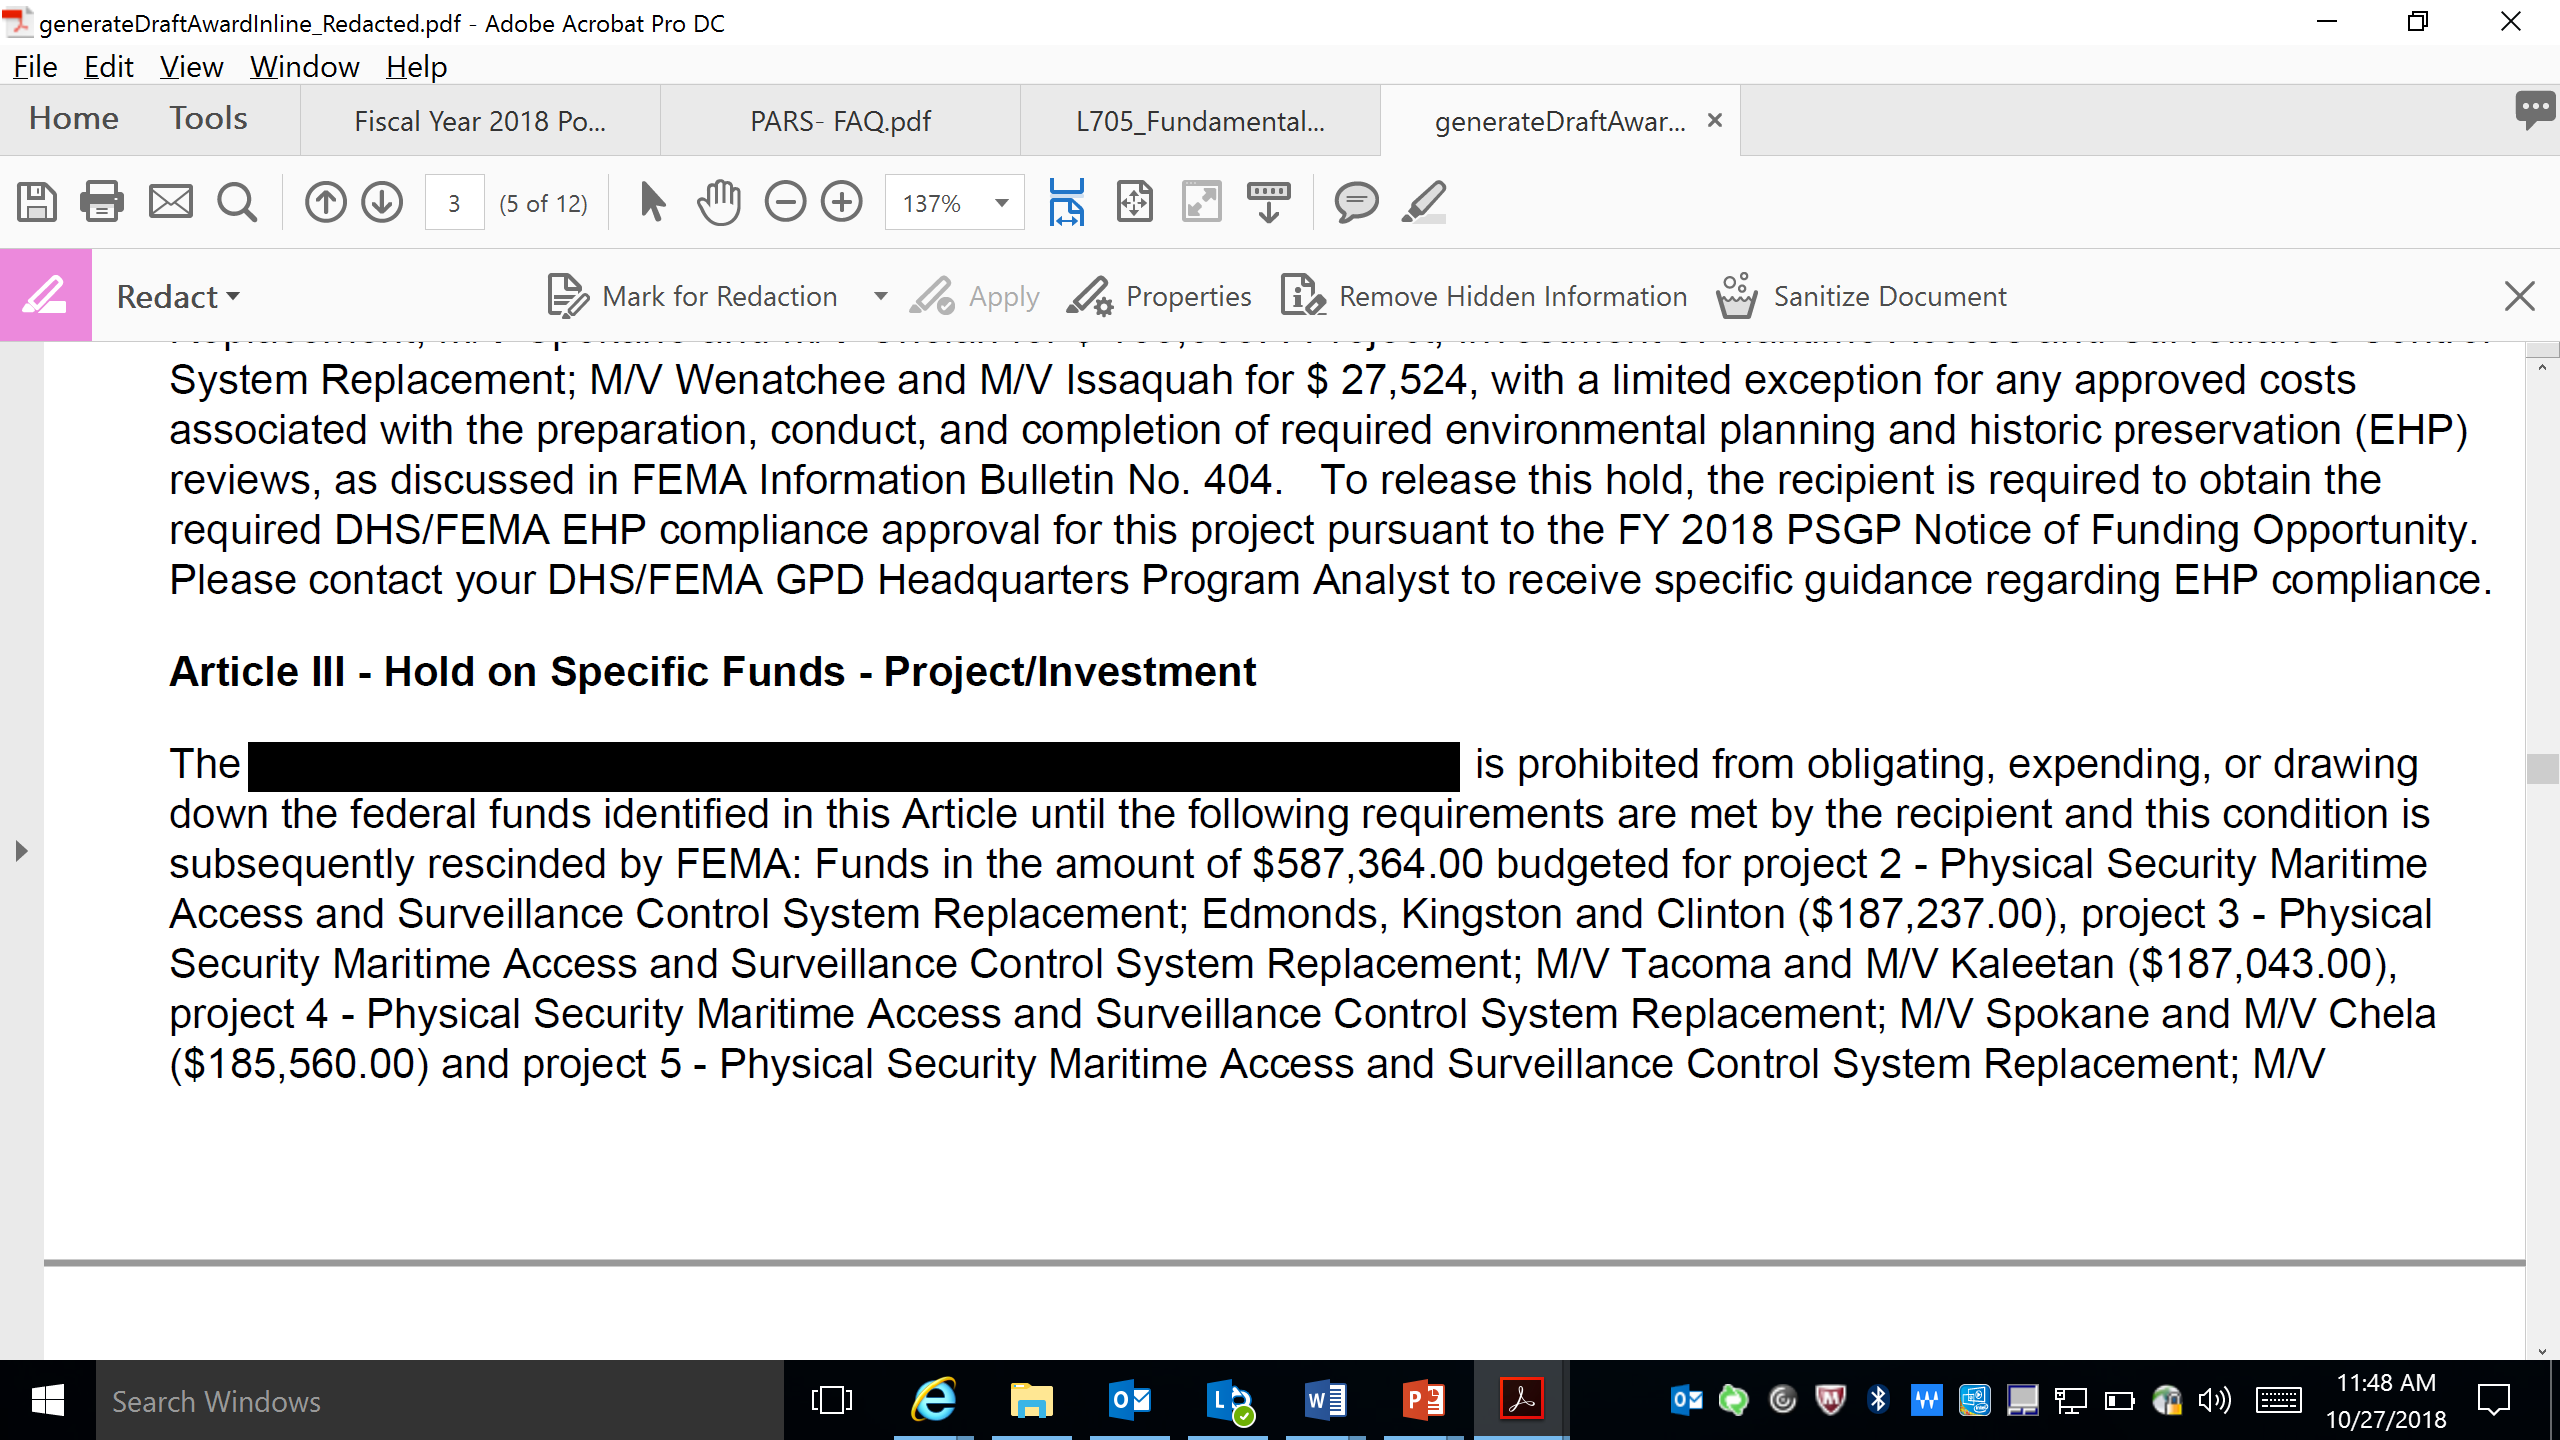 generateDraftAwardInline_Redacted.pdf - Adobe Acrobat Pro DC
File Edit View Window Help
Home Tools Fiscal Year 2018 Po... PARS- FAQ.pdf L705_Fundamental... generateDraftAwar...
3 (5 of 12) 137%
Redact Mark for Redaction Apply Properties Remove Hidden Information Sanitize Document
System Replacement; M/V Wenatchee and M/V Issaquah for $ 27,524, with a limited exception for any approved costs
associated with the preparation, conduct, and completion of required environmental planning and historic preservation (EHP)
reviews, as discussed in FEMA Information Bulletin No. 404. To release this hold, the recipient is required to obtain the
required DHS/FEMA EHP compliance approval for this project pursuant to the FY 2018 PSGP Notice of Funding Opportunity.
Please contact your DHS/FEMA GPD Headquarters Program Analyst to receive specific guidance regarding EHP compliance.
Article III - Hold on Specific Funds - Project/Investment
The is prohibited from obligating, expending, or drawing
down the federal funds identified in this Article until the following requirements are met by the recipient and this condition is
subsequently rescinded by FEMA: Funds in the amount of $587,364.00 budgeted for project 2 - Physical Security Maritime
Access and Surveillance Control System Replacement; Edmonds, Kingston and Clinton ($187,237.00), project 3 - Physical
Security Maritime Access and Surveillance Control System Replacement; M/V Tacoma and M/V Kaleetan ($187,043.00),
project 4 - Physical Security Maritime Access and Surveillance Control System Replacement; M/V Spokane and M/V Chela
($185,560.00) and project 5 - Physical Security Maritime Access and Surveillance Control System Replacement; M/V
Search Windows
11:48 AM
10/27/2018